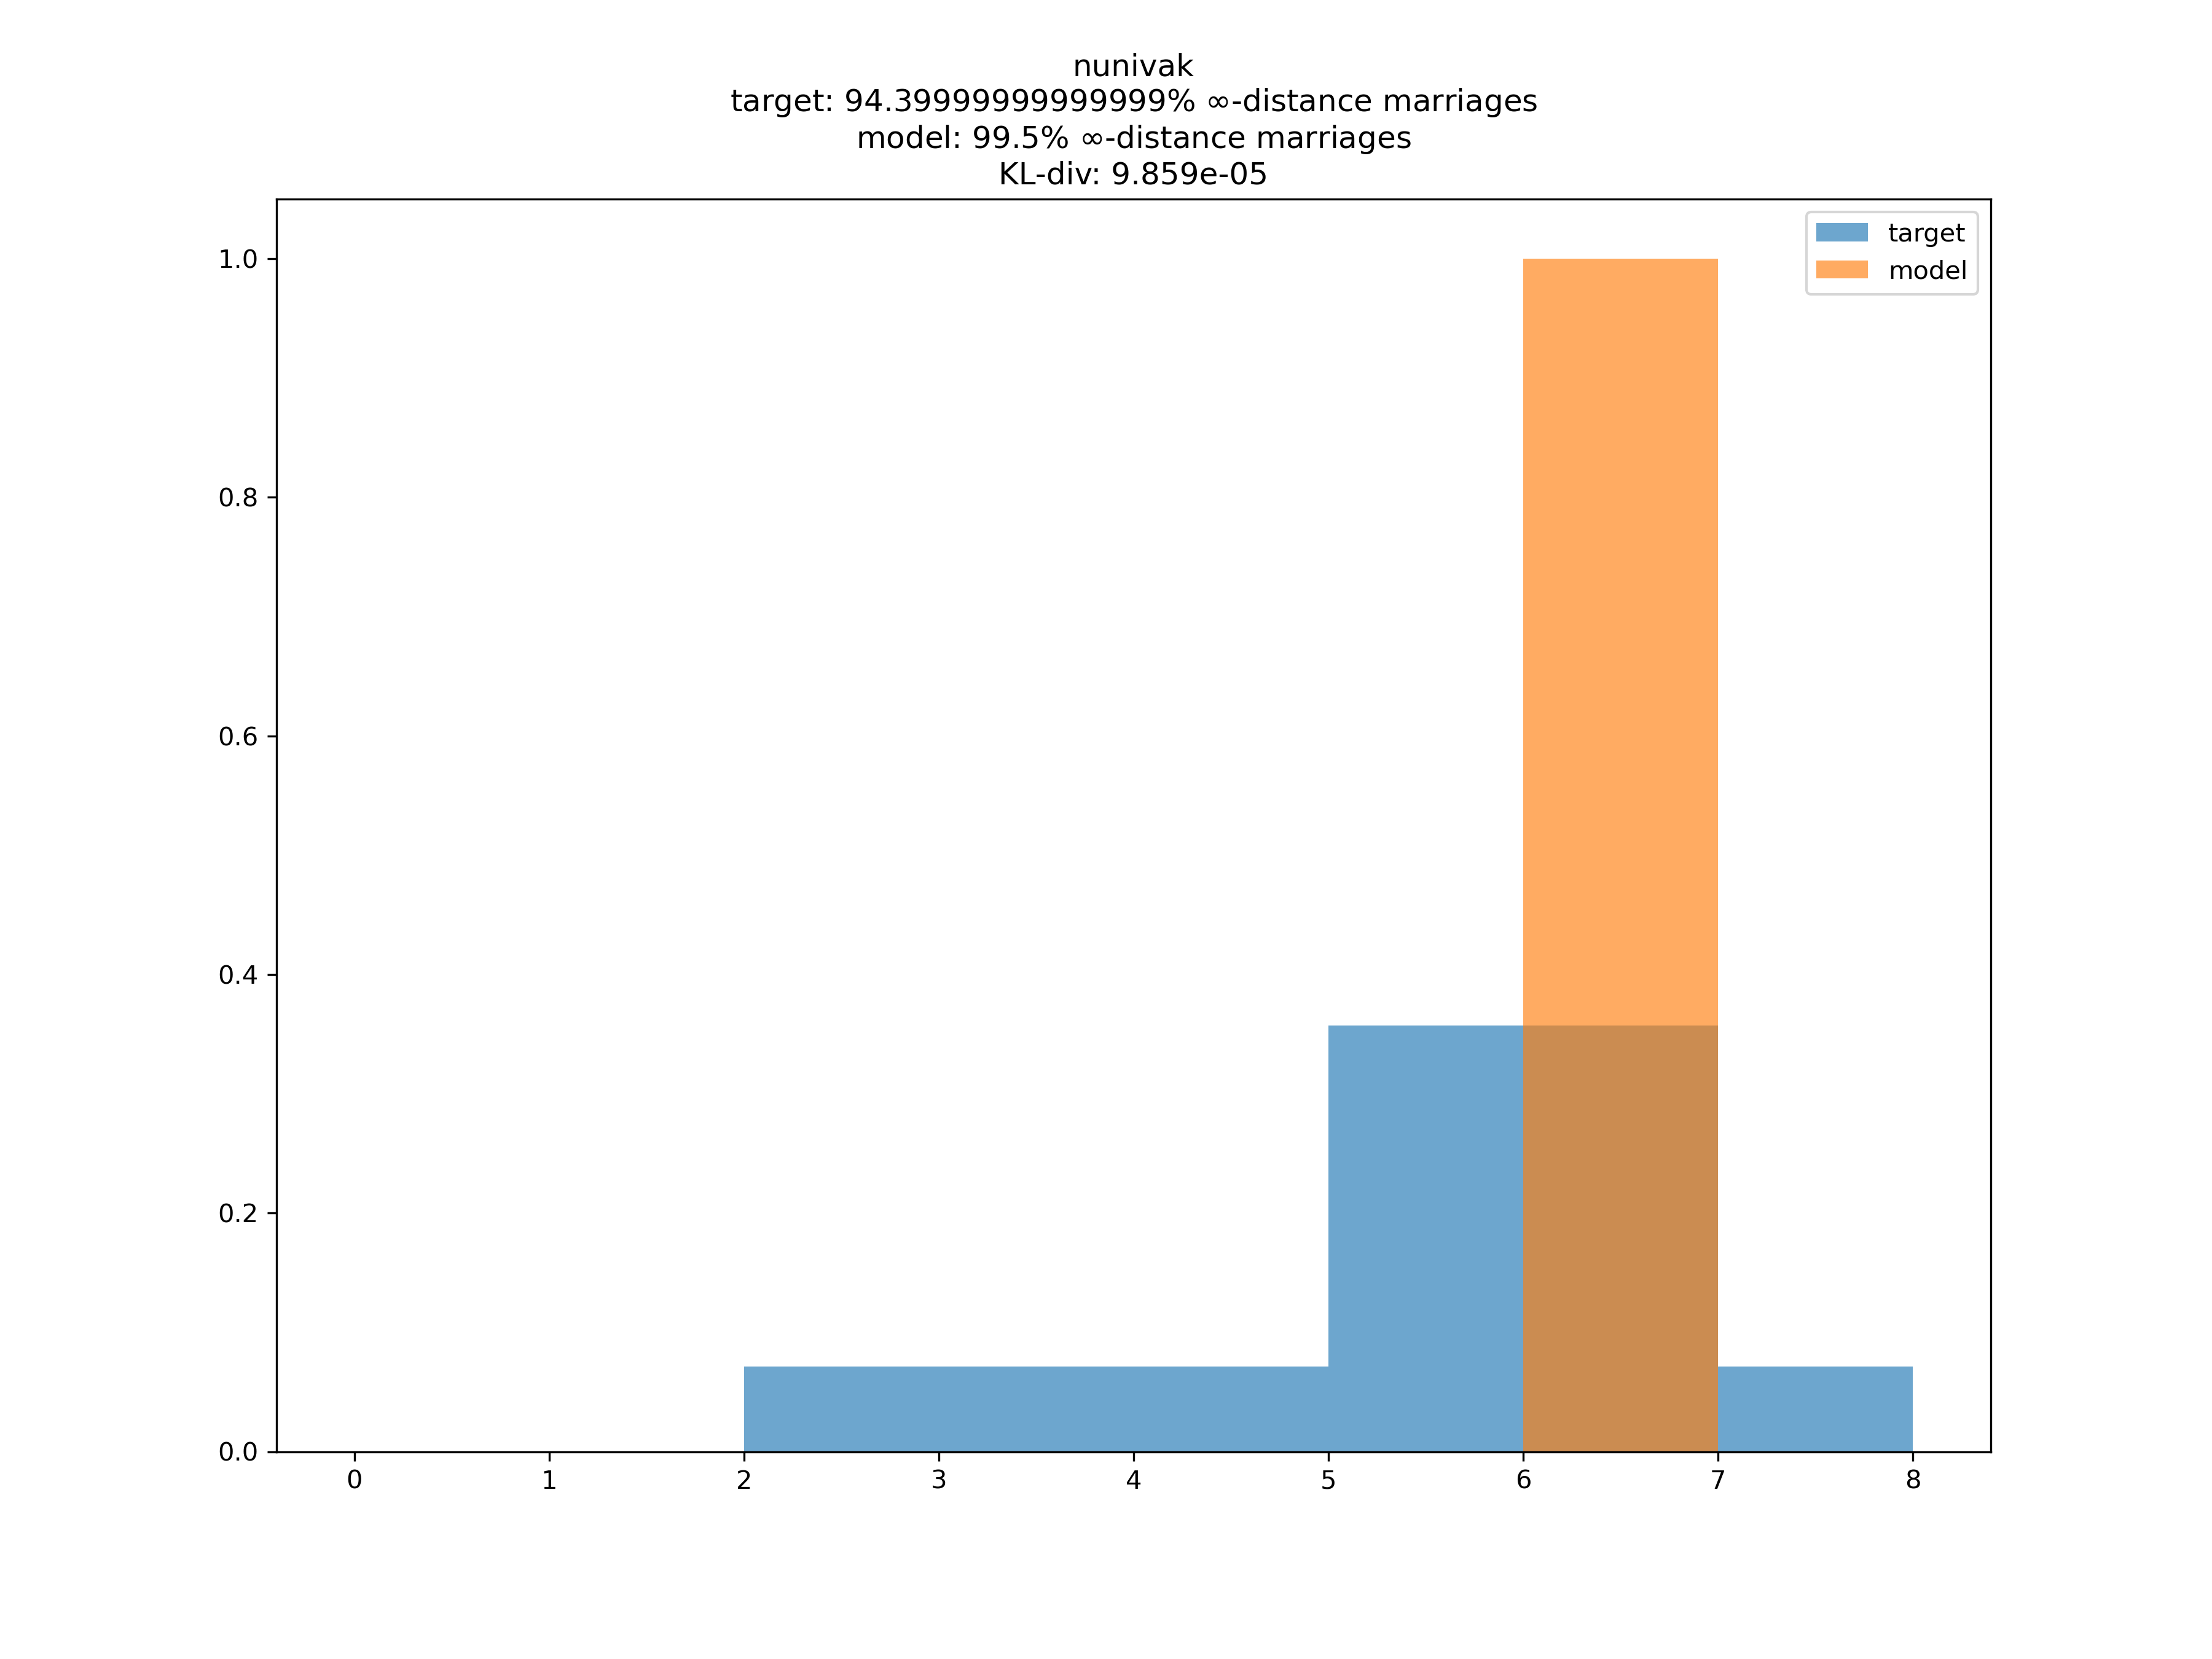 nunivak
target: 94.39999999999999% ∞-distance marriages
model: 99.5% ∞-distance marriages
KL-div: 9.859e-05
target
model
1.0
0.8
0.6
0.4
0.2
0.0
0 1 2 3 4 5 6 7 8